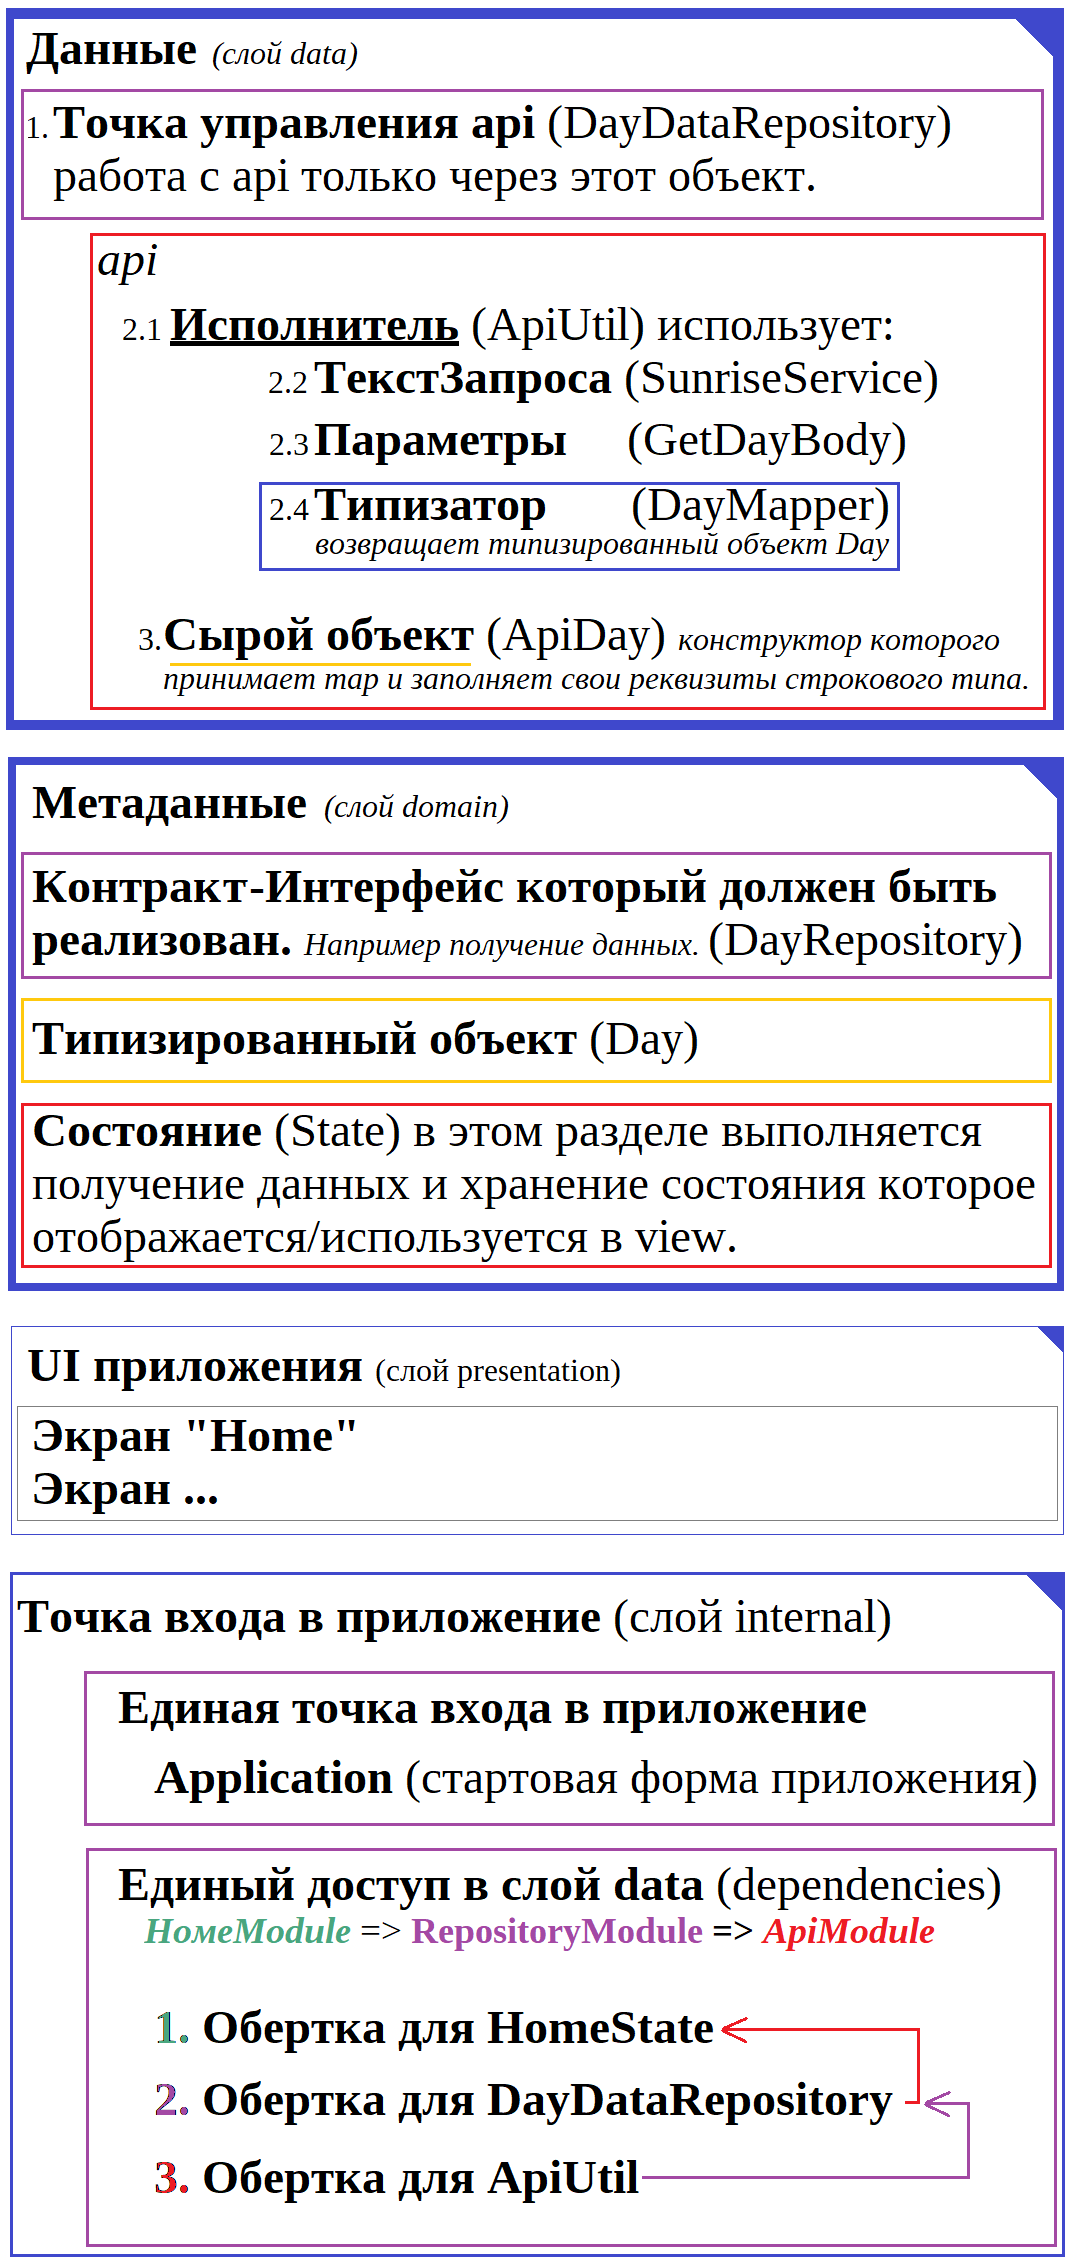 Данные (слой data)
1. Точка управления api (DayDataRepository)
работа с api только через этот объект.
api
2.1 Исполнитель (ApiUtil) использует:
2.2 ТекстЗапроса (SunriseService)
2.3 Параметры (GetDayBody)
2.4 Типизатор (DayMapper)
возвращает типизированный объект Day
3. Сырой объект (ApiDay) конструктор которого
принимает map и заполняет свои реквизиты строкового типа.
Метаданные (слой domain)
Контракт-Интерфейс который должен быть
реализован. Например получение данных. (DayRepository)
Типизированный объект (Day)
Состояние (State) в этом разделе выполняется
получение данных и хранение состояния которое
отображается/используется в view.
UI приложения (слой presentation)
Экран "Home"
Экран ...
Точка входа в приложение (слой internal)
Единая точка входа в приложение
Application (стартовая форма приложения)
Единый доступ в слой data (dependencies)
HomeModule => RepositoryModule => ApiModule
1. Обертка для HomeState
2. Обертка для DayDataRepository
3. Обертка для ApiUtil